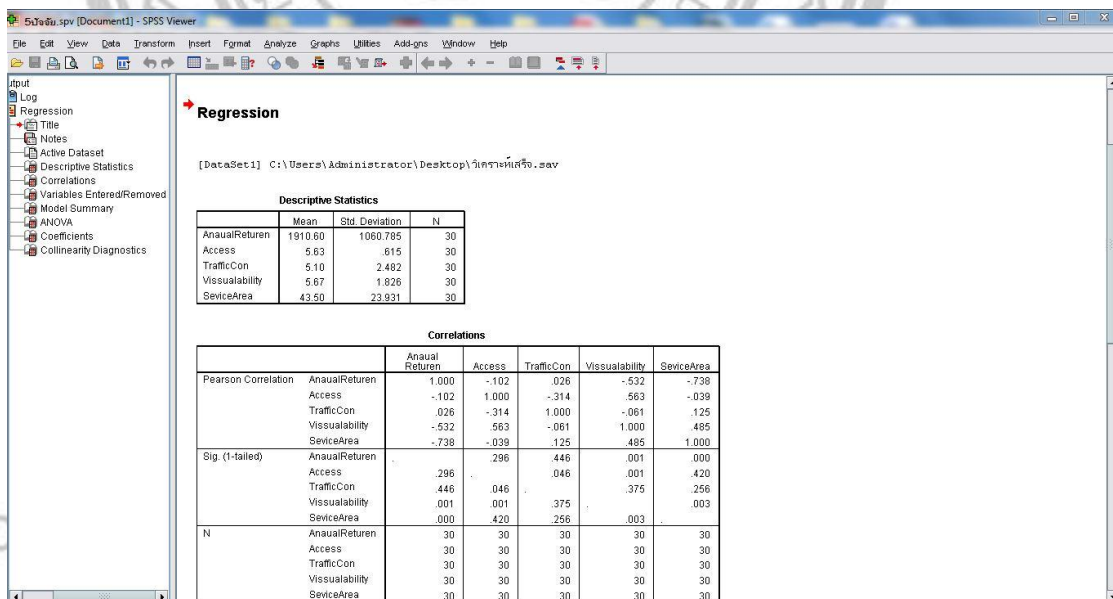 5ปัจจัย.spv [Document1] - SPSS Viewer
File Edit View Data Transform Insert Format Analyze Graphs Utilities Add-ons Window Help
utput
Log
Regression
Title
Notes
Active Dataset
Descriptive Statistics
Correlations
Variables Entered/Removed
Model Summary
ANOVA
Coefficients
Collinearity Diagnostics
Regression
[DataSet1] C:\Users\Administrator\Desktop\วิเคราะห์เสร็จ.sav
Descriptive Statistics
Mean Std. Deviation N
AnaualReturen 1910.60 1060.785 30
Access 5.63 .615 30
TrafficCon 5.10 2.482 30
Vissualability 5.67 1.826 30
SeviceArea 43.50 23.931 30
Correlations
Anaual Returen Access TrafficCon Vissualability SeviceArea
Pearson Correlation AnaualReturen 1.000 -.102 .026 -.532 -.738
Access -.102 1.000 -.314 .563 -.039
TrafficCon .026 -.314 1.000 -.061 .125
Vissualability -.532 .563 -.061 1.000 .485
SeviceArea -.738 -.039 .125 .485 1.000
Sig. (1-tailed) AnaualReturen . .296 .446 .001 .000
Access .296 . .046 .001 .420
TrafficCon .446 .046 . .375 .256
Vissualability .001 .001 .375 . .003
SeviceArea .000 .420 .256 .003 .
N AnaualReturen 30 30 30 30 30
Access 30 30 30 30 30
TrafficCon 30 30 30 30 30
Vissualability 30 30 30 30 30
SeviceArea 30 30 30 30 30